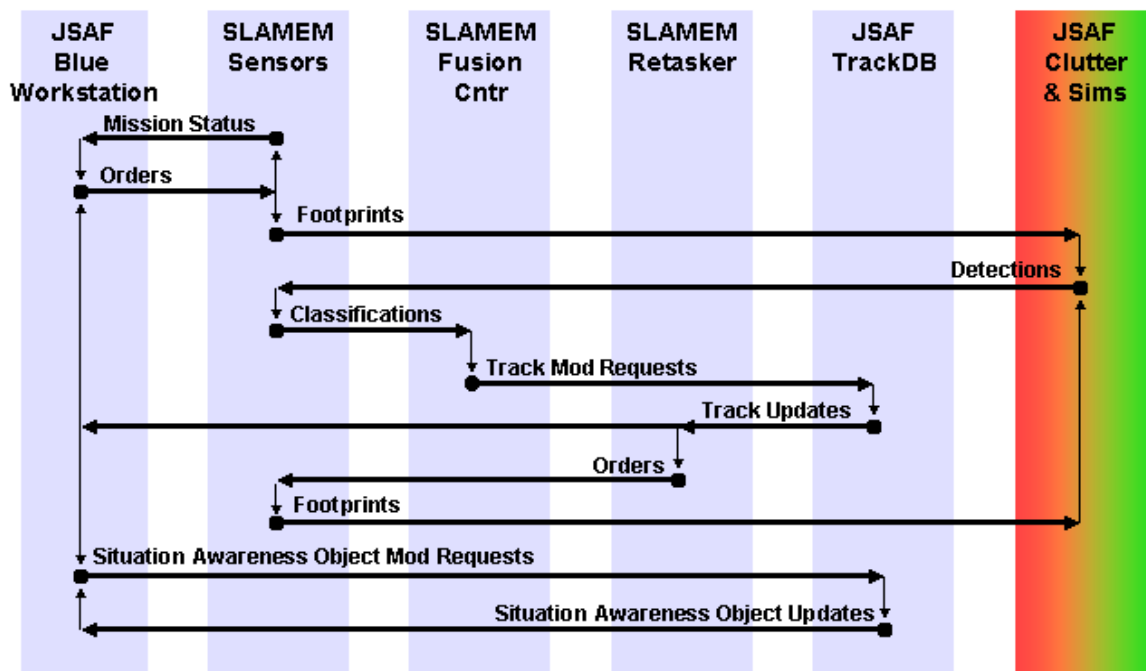 JSAF
Blue
Workstation
SLAMEM
Sensors
SLAMEM
Fusion
Cntr
SLAMEM
Retasker
JSAF
TrackDB
JSAF
Clutter
& Sims
Mission Status
Orders
Footprints
Detections
Classifications
Track Mod Requests
Track Updates
Orders
Footprints
Situation Awareness Object Mod Requests
Situation Awareness Object Updates